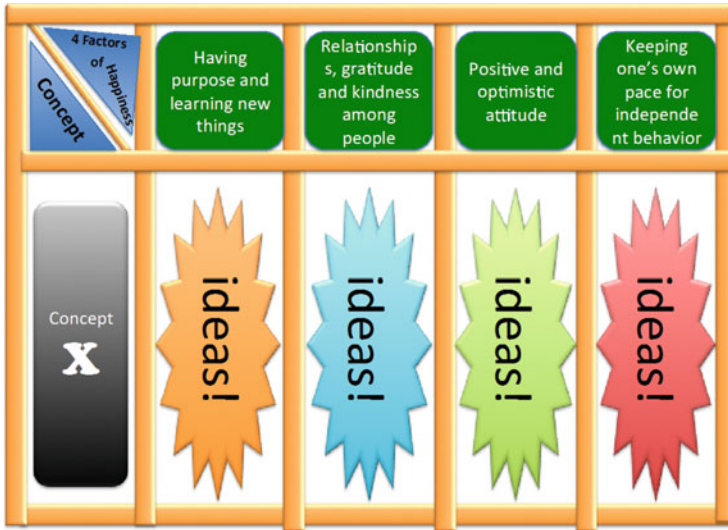 4 Factors
of Happiness
Concept
Having
purpose and
learning new
things
Relationship
s, gratitude
and kindness
among
people
Positive and
optimistic
attitude
Keeping
one's own
pace for
independe
nt behavior
Concept
X
ideas!
ideas!
ideas!
ideas!